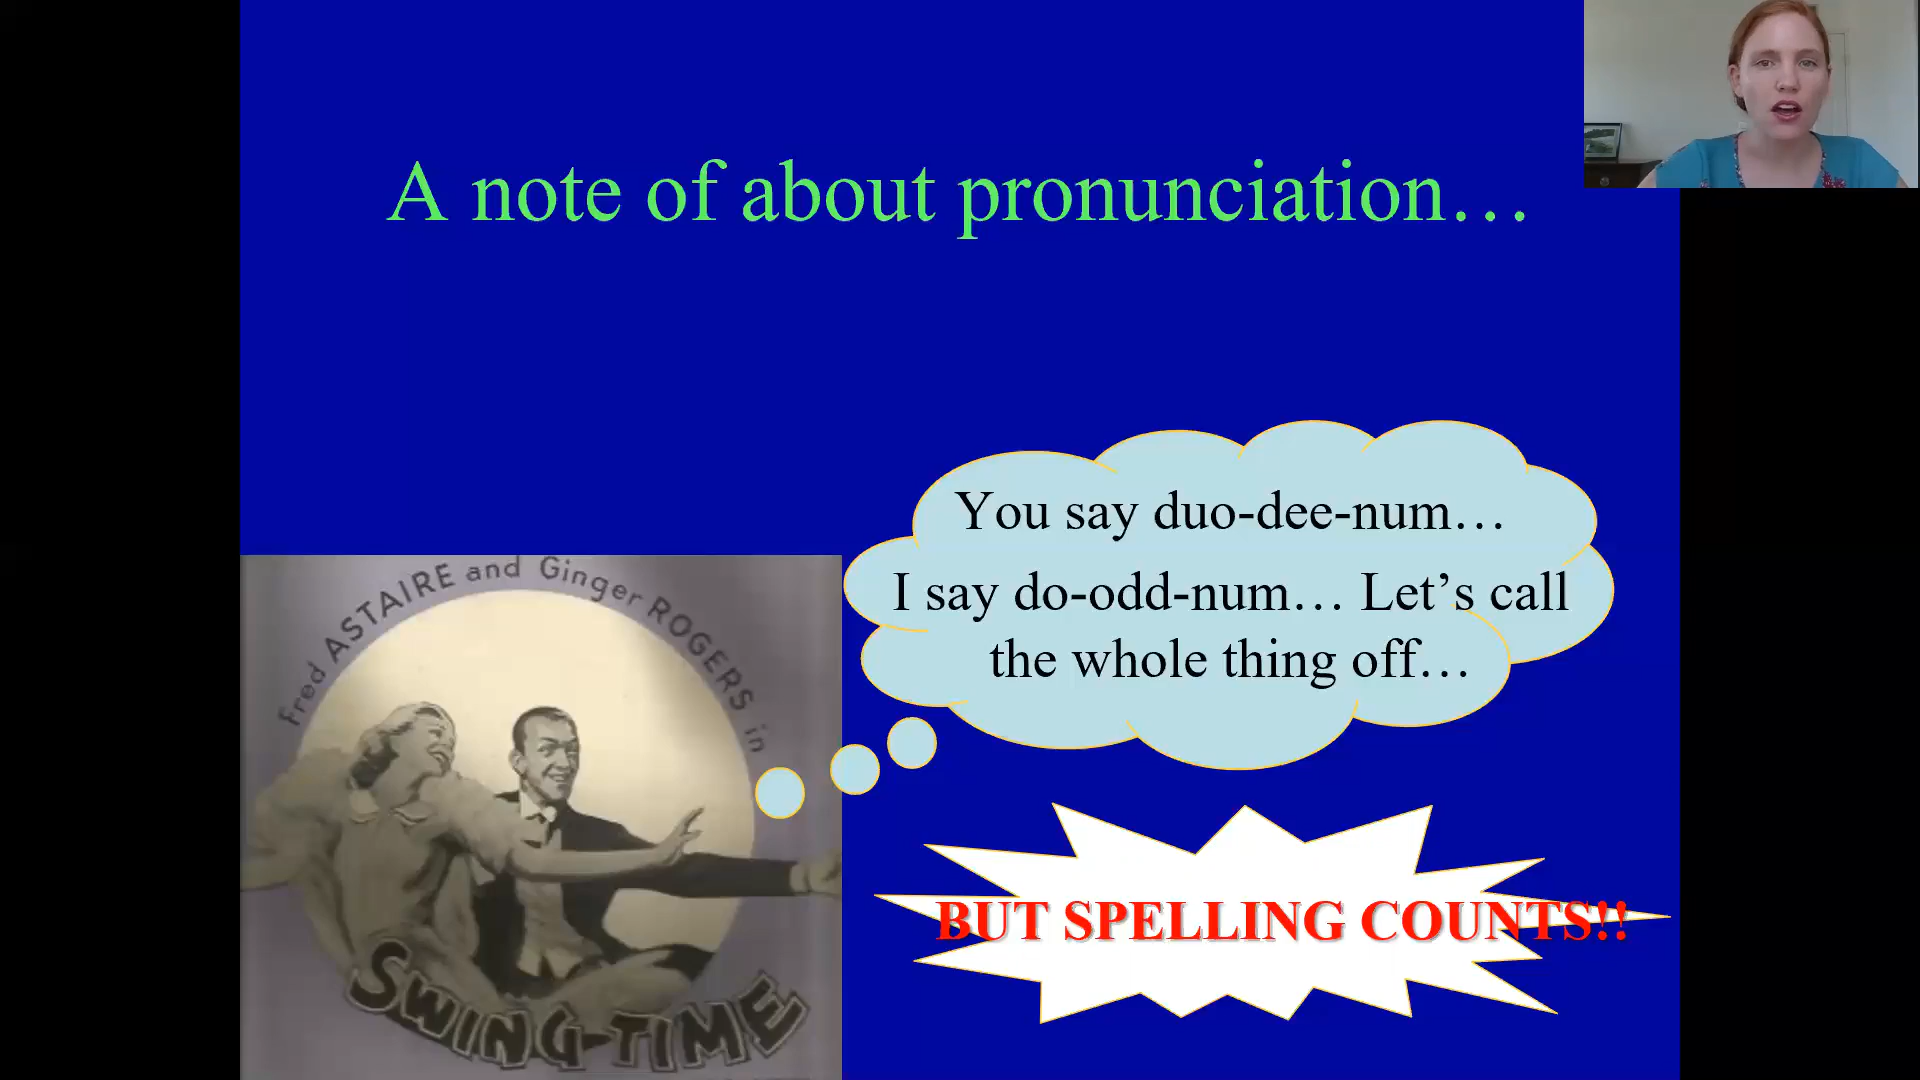 A note of about pronunciation…
You say duo-dee-num…
I say do-odd-num… Let’s call
the whole thing off…
Fred ASTAIRE and Ginger ROGERS in
SWING-TIME
BUT SPELLING COUNTS!!